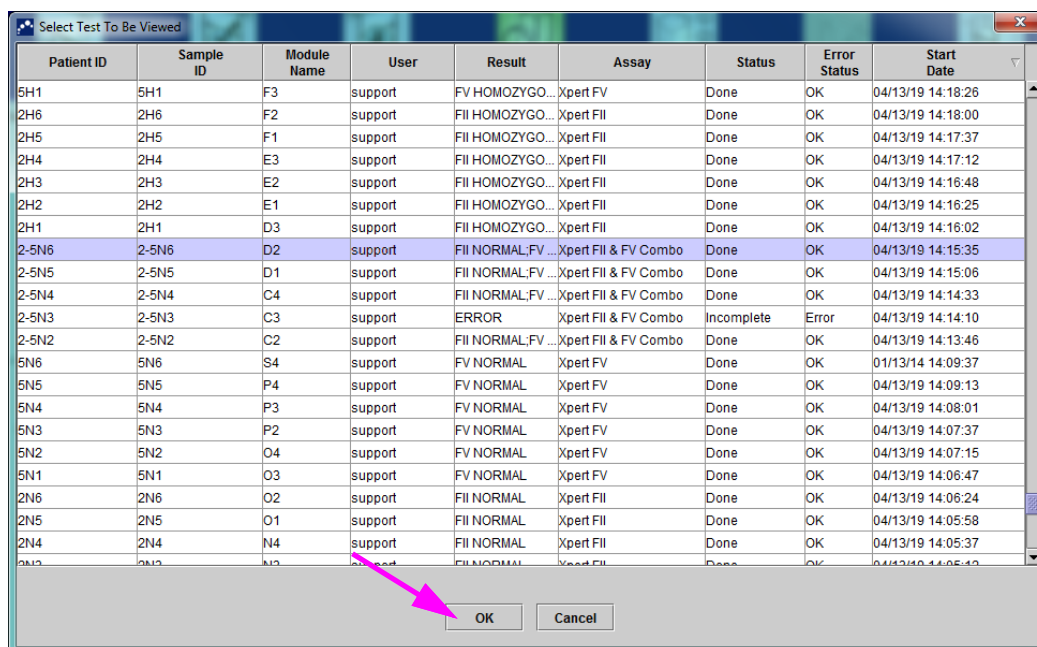 Select Test To Be Viewed
Patient ID Sample ID Module Name User Result Assay Status Error Status Start Date
5H1 5H1 F3 support FV HOMOZYGO... Xpert FV Done OK 04/13/19 14:18:26
2H6 2H6 F2 support FII HOMOZYGO... Xpert FII Done OK 04/13/19 14:18:00
2H5 2H5 F1 support FII HOMOZYGO... Xpert FII Done OK 04/13/19 14:17:37
2H4 2H4 E3 support FII HOMOZYGO... Xpert FII Done OK 04/13/19 14:17:12
2H3 2H3 E2 support FII HOMOZYGO... Xpert FII Done OK 04/13/19 14:16:48
2H2 2H2 E1 support FII HOMOZYGO... Xpert FII Done OK 04/13/19 14:16:25
2H1 2H1 D3 support FII HOMOZYGO... Xpert FII Done OK 04/13/19 14:16:02
2-5N6 2-5N6 D2 support FII NORMAL;FV ... Xpert FII & FV Combo Done OK 04/13/19 14:15:35
2-5N5 2-5N5 D1 support FII NORMAL;FV ... Xpert FII & FV Combo Done OK 04/13/19 14:15:06
2-5N4 2-5N4 C4 support FII NORMAL;FV ... Xpert FII & FV Combo Done OK 04/13/19 14:14:33
2-5N3 2-5N3 C3 support ERROR Xpert FII & FV Combo Incomplete Error 04/13/19 14:14:10
2-5N2 2-5N2 C2 support FII NORMAL;FV ... Xpert FII & FV Combo Done OK 04/13/19 14:13:46
5N6 5N6 S4 support FV NORMAL Xpert FV Done OK 01/13/14 14:09:37
5N5 5N5 P4 support FV NORMAL Xpert FV Done OK 04/13/19 14:09:13
5N4 5N4 P3 support FV NORMAL Xpert FV Done OK 04/13/19 14:08:01
5N3 5N3 P2 support FV NORMAL Xpert FV Done OK 04/13/19 14:07:37
5N2 5N2 O4 support FV NORMAL Xpert FV Done OK 04/13/19 14:07:15
5N1 5N1 O3 support FV NORMAL Xpert FV Done OK 04/13/19 14:06:47
2N6 2N6 O2 support FII NORMAL Xpert FII Done OK 04/13/19 14:06:24
2N5 2N5 O1 support FII NORMAL Xpert FII Done OK 04/13/19 14:05:58
2N4 2N4 N4 support FII NORMAL Xpert FII Done OK 04/13/19 14:05:37
OK Cancel